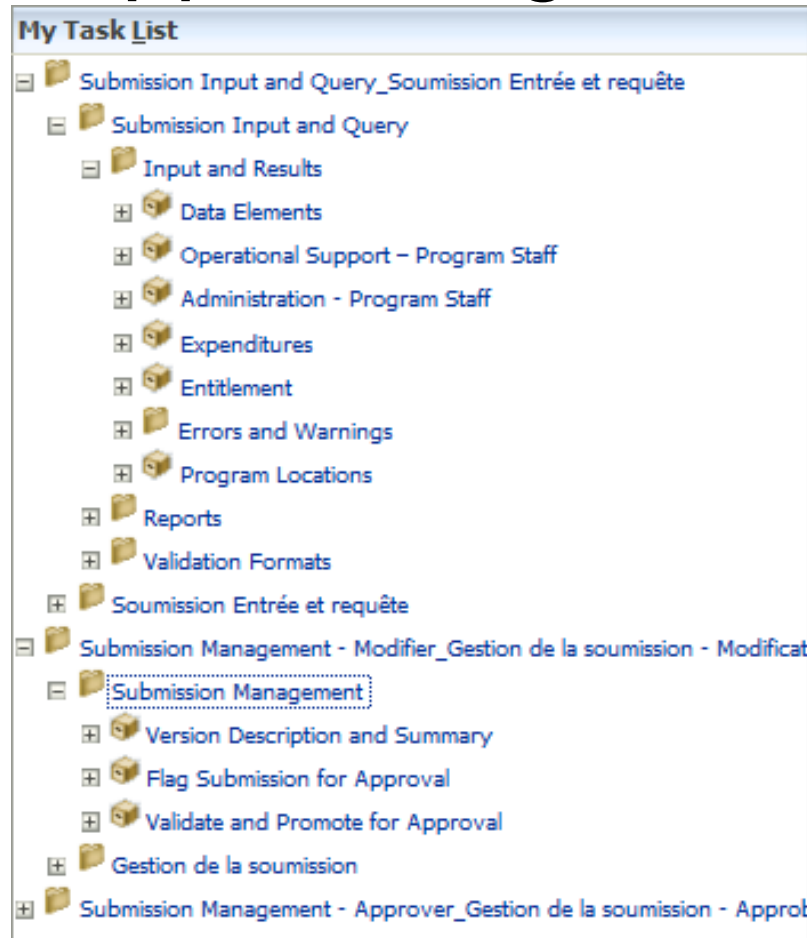 My Task List
Submission Input and Query_Soumission Entrée et requête
Submission Input and Query
Input and Results
Data Elements
Operational Support – Program Staff
Administration - Program Staff
Expenditures
Entitlement
Errors and Warnings
Program Locations
Reports
Validation Formats
Soumission Entrée et requête
Submission Management - Modifier_Gestion de la soumission - Modificat
Submission Management
Version Description and Summary
Flag Submission for Approval
Validate and Promote for Approval
Gestion de la soumission
Submission Management - Approver_Gestion de la soumission - Approb